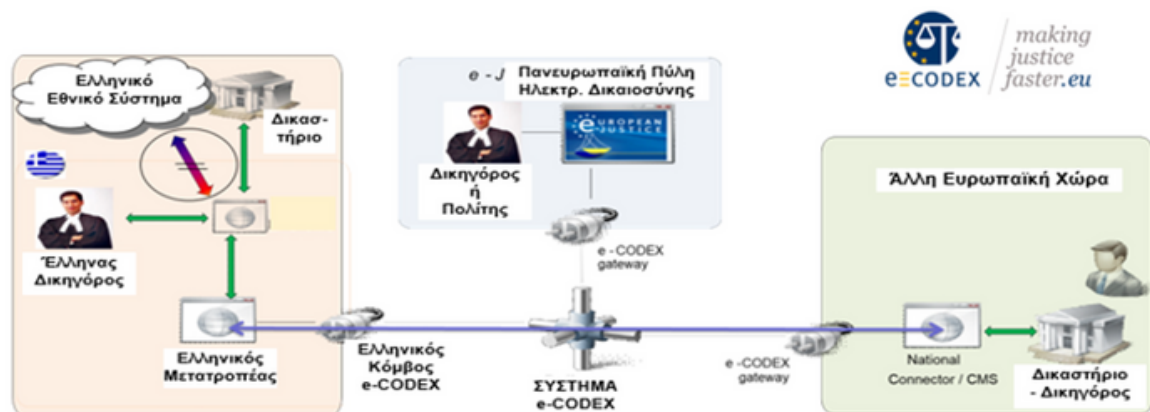 Ελληνικό
Εθνικό Σύστημα
Δικασ-
τήριο
Έλληνας
Δικηγόρος
Ελληνικός
Μετατροπέας
Ελληνικός
Κόμβος
e-CODEX
e - J
Πανευρωπαϊκή Πύλη
Ηλεκτρ. Δικαιοσύνης
EUROPEAN
JUSTICE
Δικηγόρος
ή
Πολίτης
e - CODEX
gateway
ΣΥΣΤΗΜΑ
e-CODEX
e - CODEX
gateway
e-CODEX
making
justice
faster.eu
Άλλη Ευρωπαϊκή Χώρα
National
Connector / CMS
Δικαστήριο
- Δικηγόρος